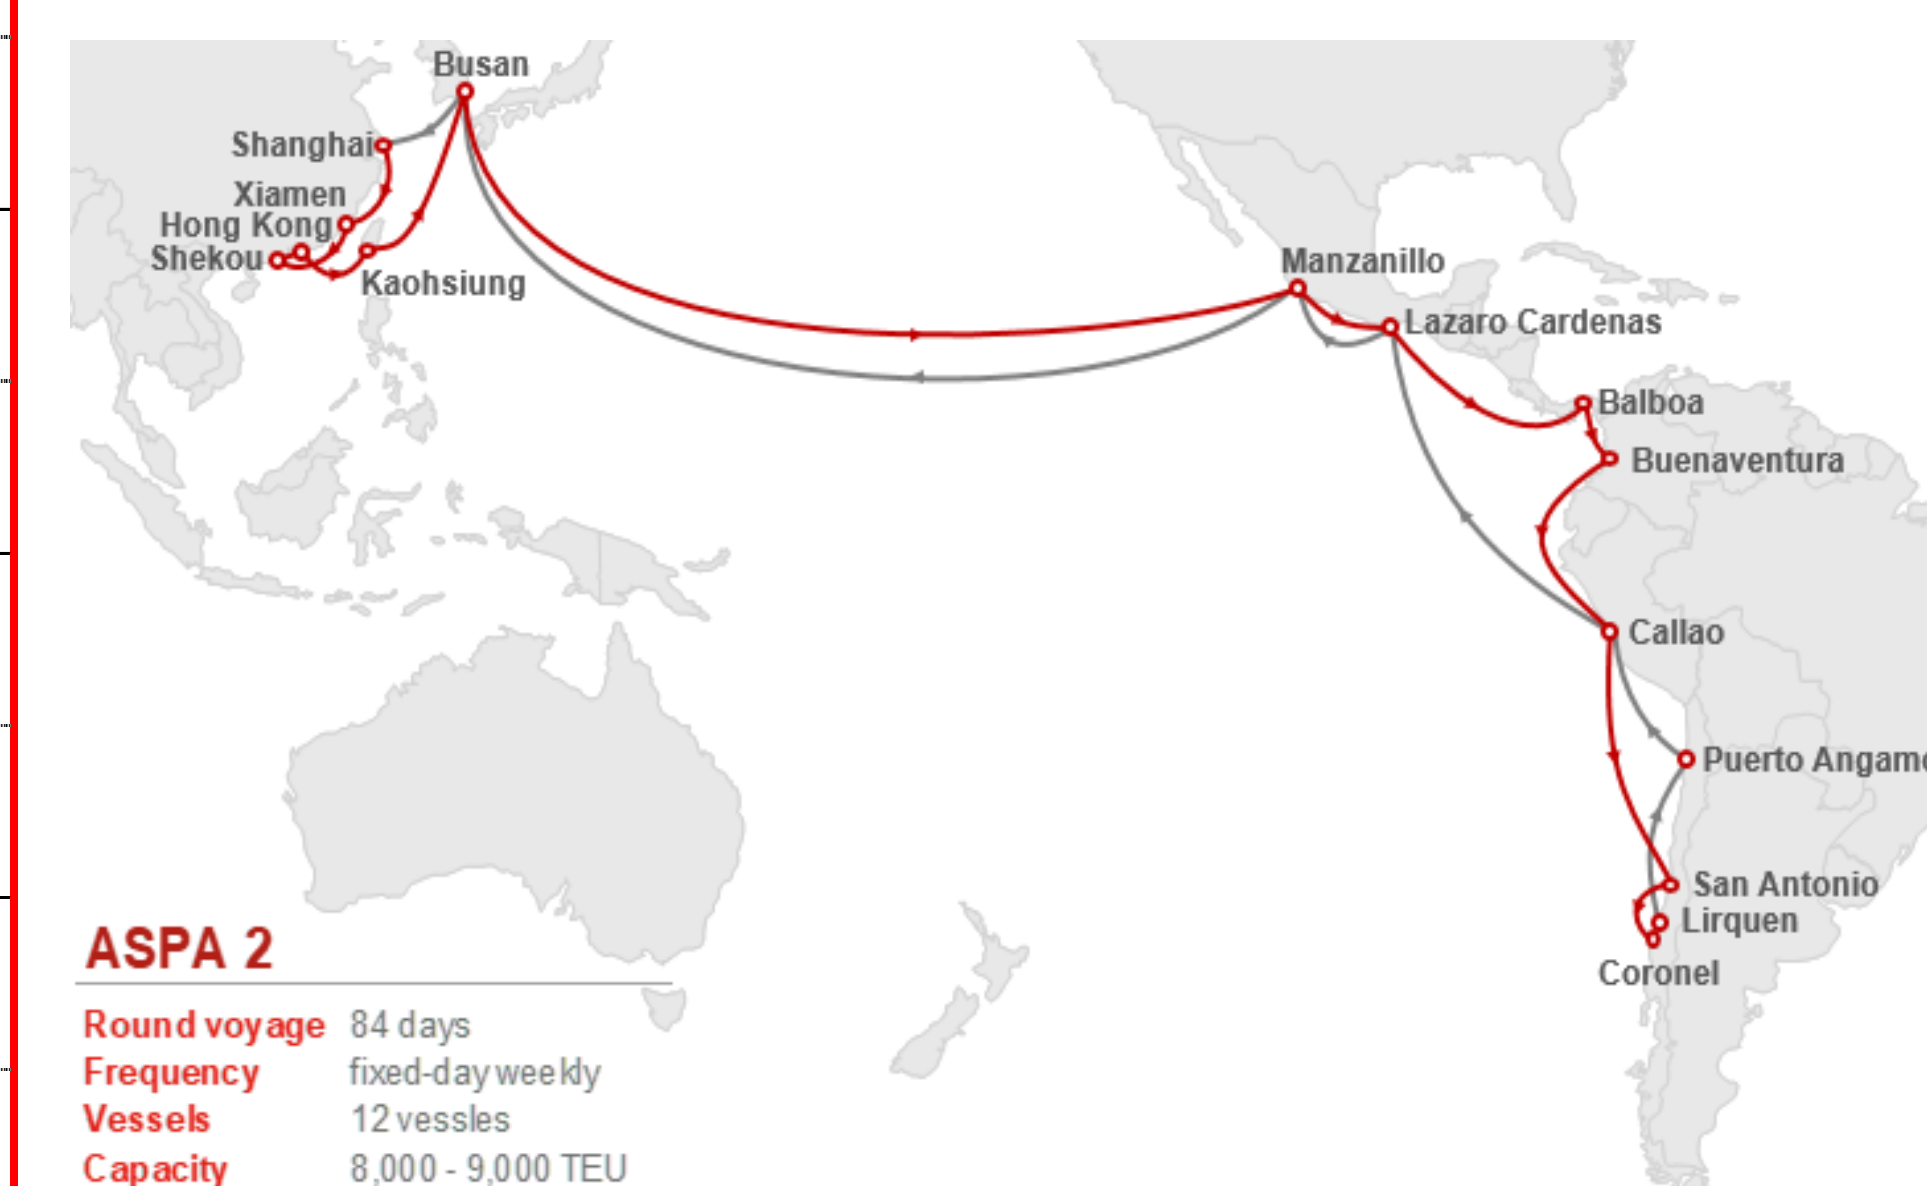 Busan
Shanghai
Xiamen
Hong Kong
Shekou
Kaohsiung
Manzanillo
Lazaro Cardenas
Balboa
Buenaventura
Callao
Puerto Angamo
San Antonio
Lirquen
Coronel
ASPA 2
Round voyage 84 days
Frequency fixed-day weekly
Vessels 12 vessles
Capacity 8,000 - 9,000 TEU